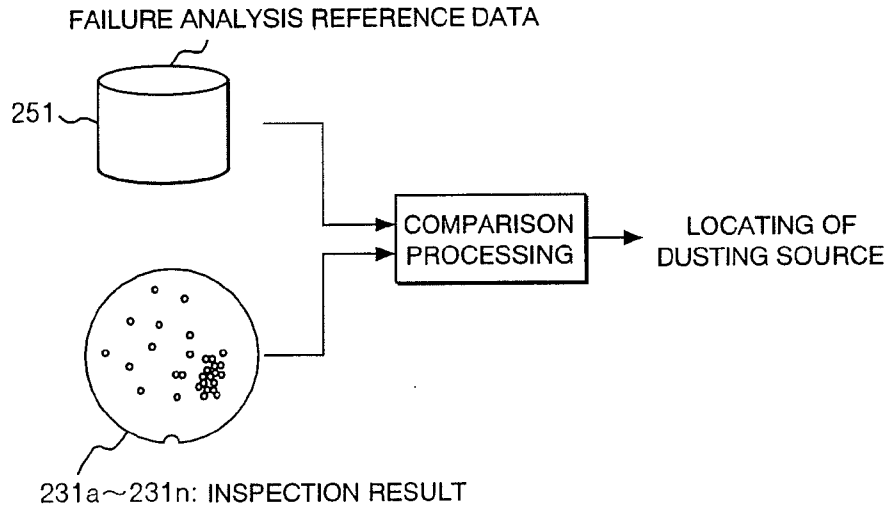 FAILURE ANALYSIS REFERENCE DATA
251
COMPARISON
PROCESSING
LOCATING OF
DUSTING SOURCE
231a～231n: INSPECTION RESULT